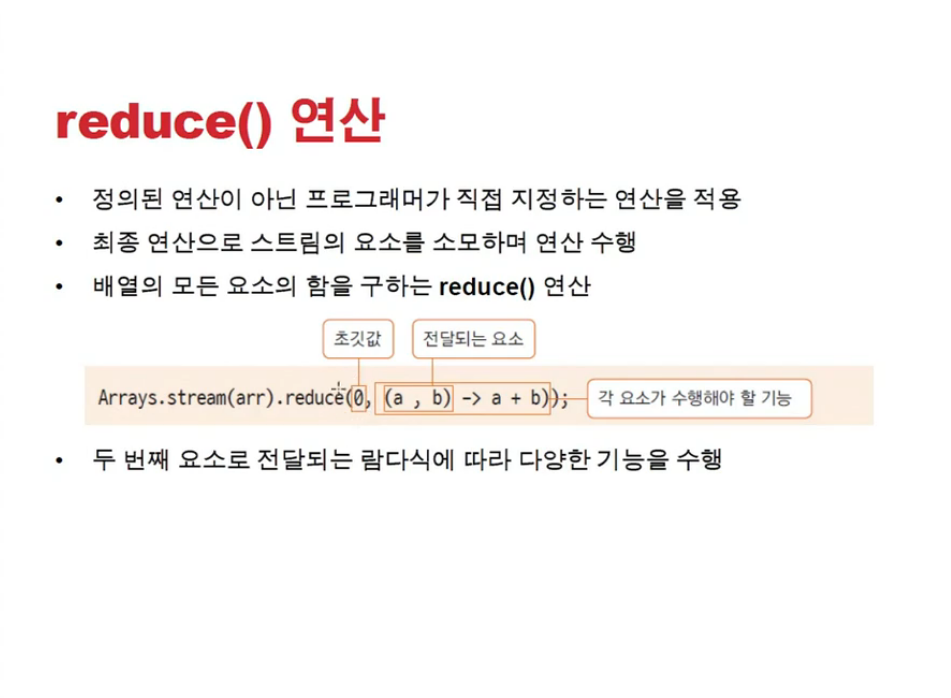 reduce() 연산
• 정의된 연산이 아닌 프로그래머가 직접 지정하는 연산을 적용
• 최종 연산으로 스트림의 요소를 소모하며 연산 수행
• 배열의 모든 요소의 합을 구하는 reduce() 연산
초깃값 전달되는 요소
Arrays.stream(arr).reduce(0, (a , b) -> a + b)); 각 요소가 수행해야 할 기능
• 두 번째 요소로 전달되는 람다식에 따라 다양한 기능을 수행